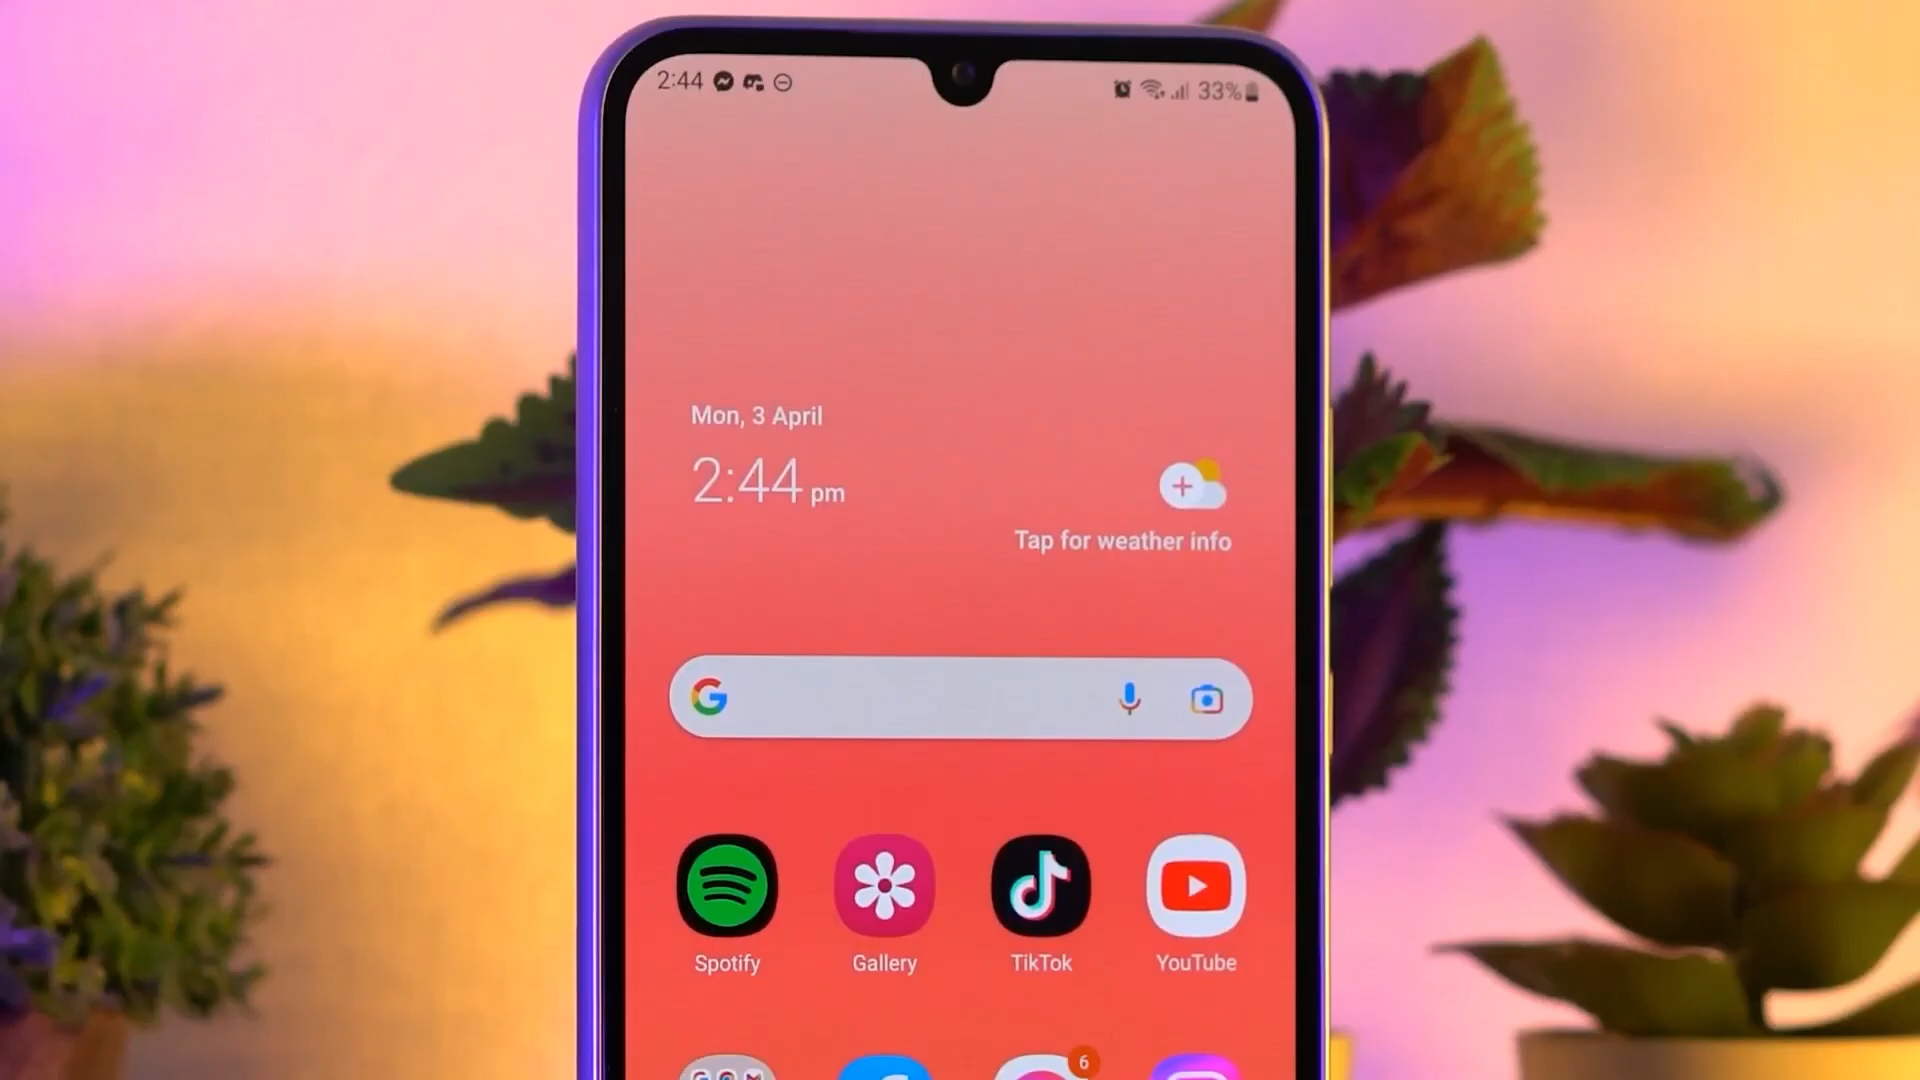 2:44
33%
Mon, 3 April
2:44 pm
Tap for weather info
Spotify
Gallery
TikTok
YouTube
6